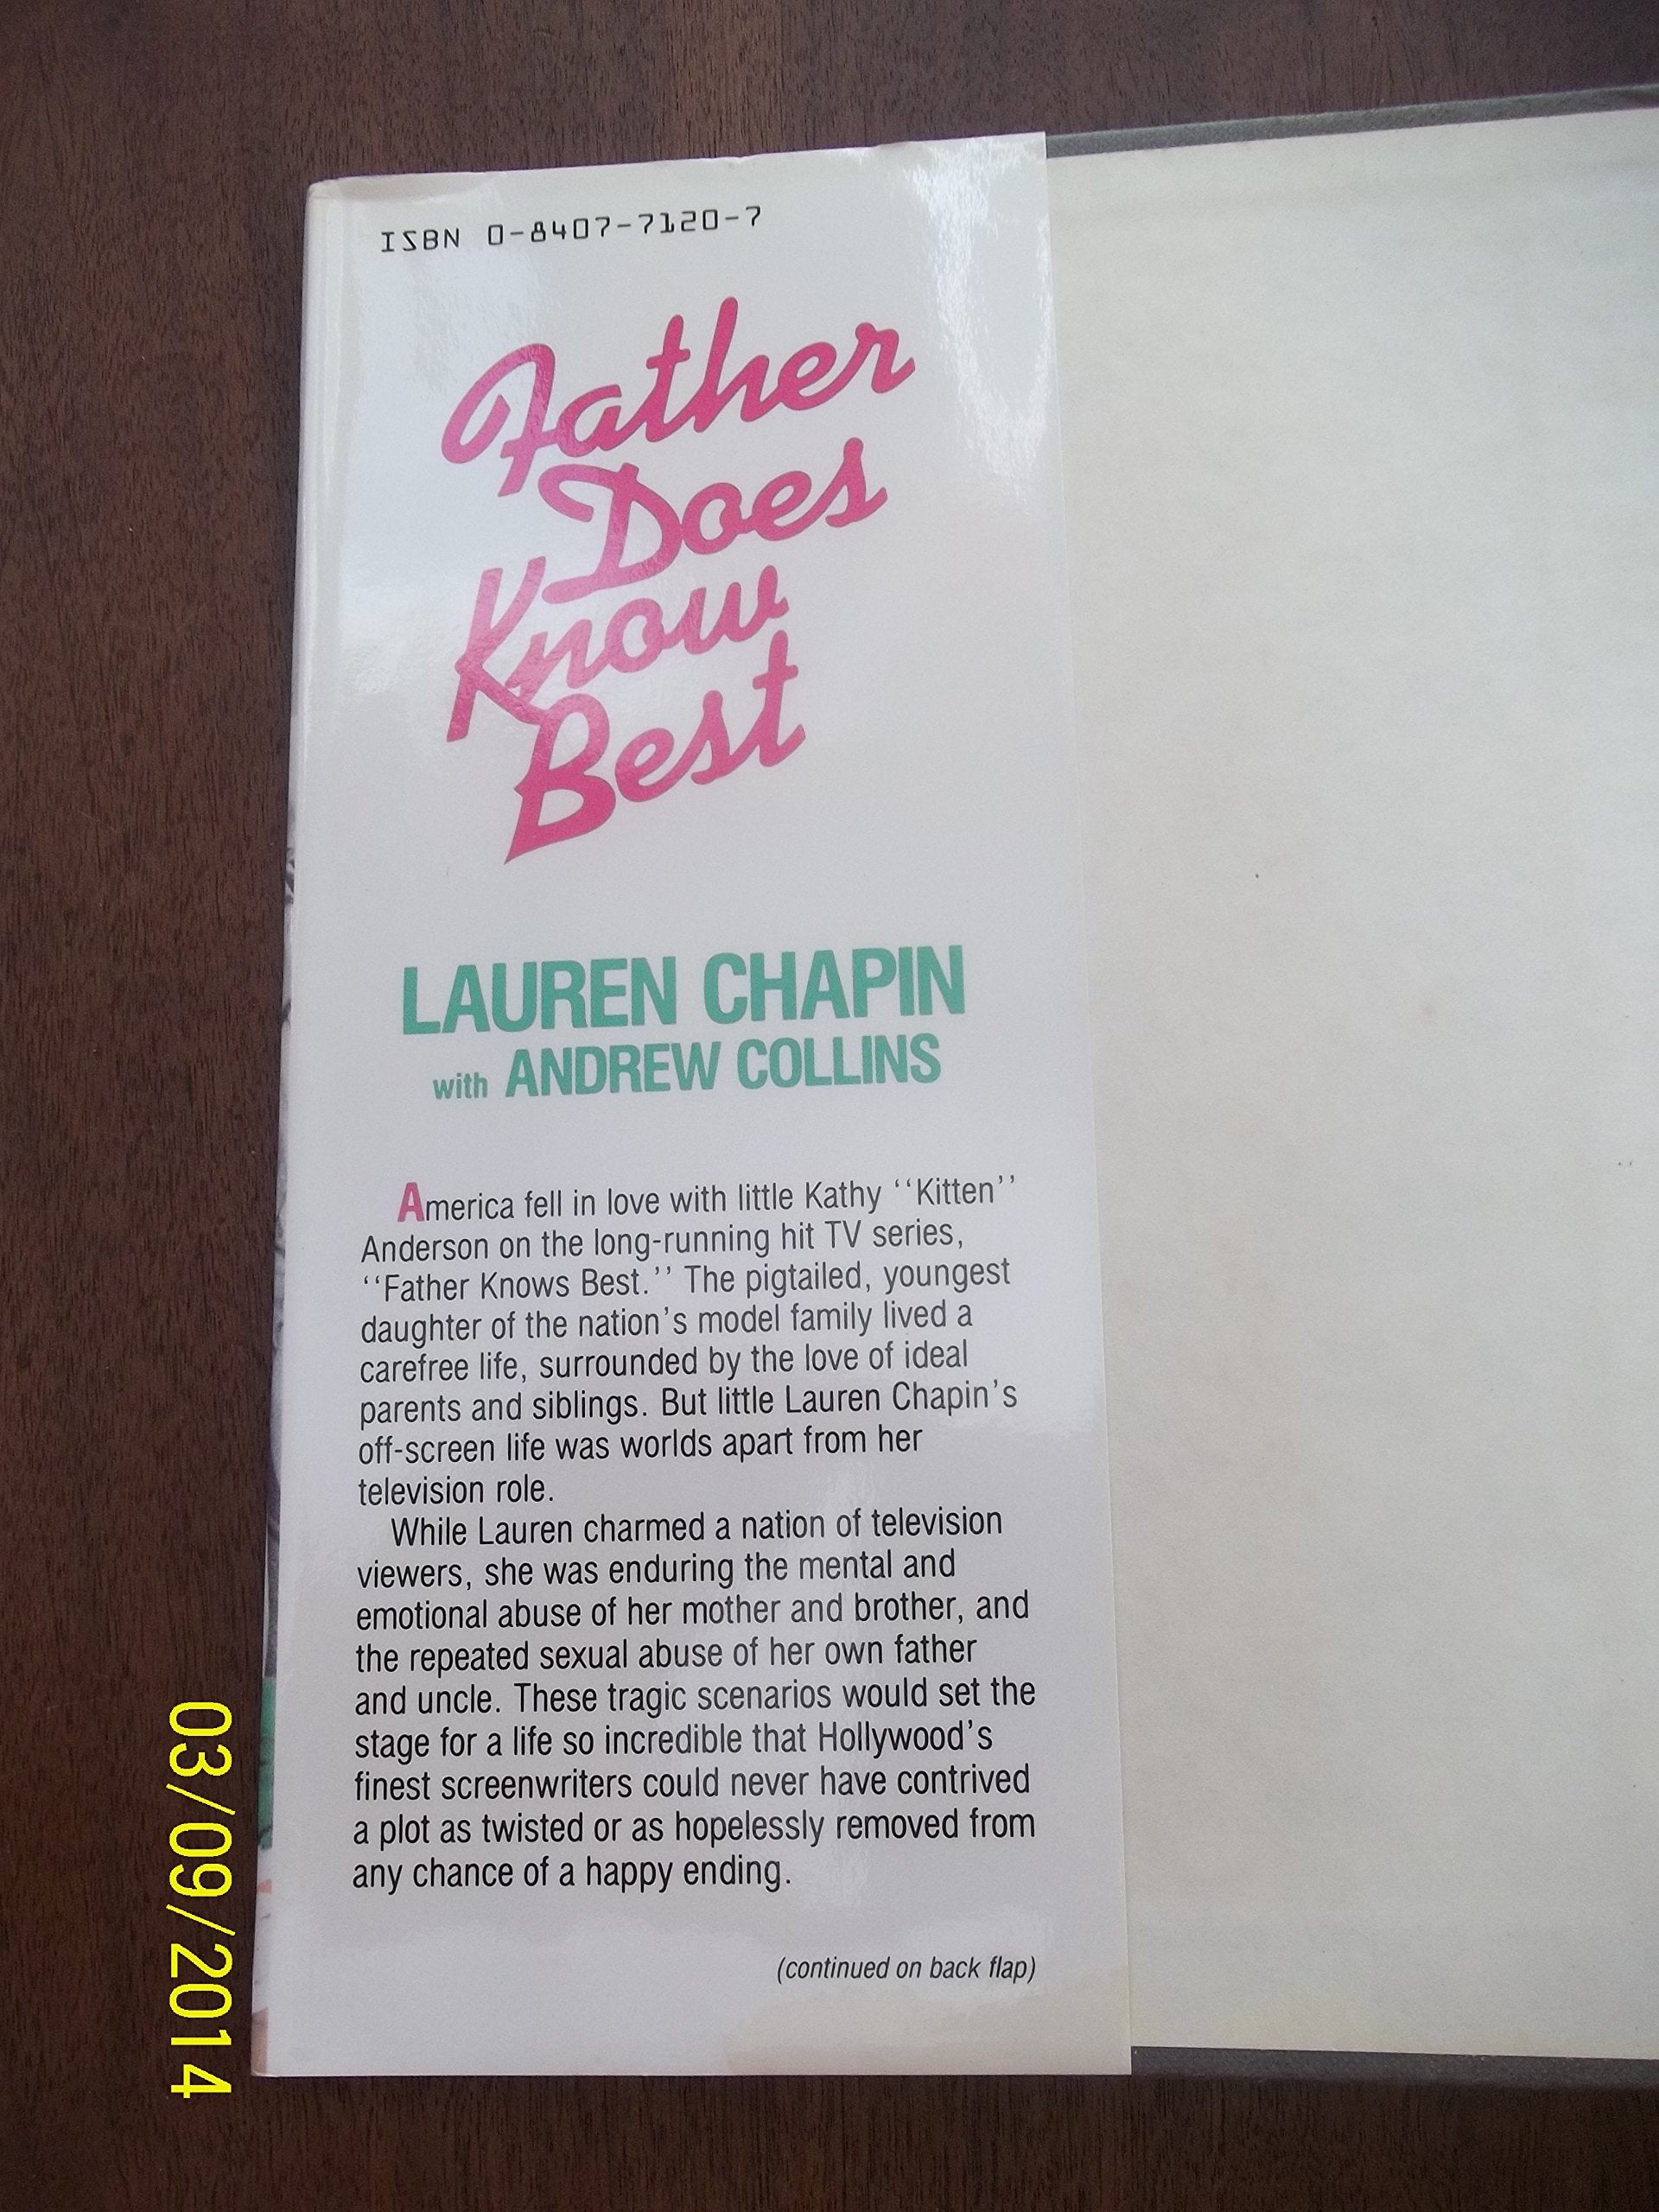 ISBN 0-8407-7120-7
Father
Does
Know
Best
LAUREN CHAPIN
with ANDREW COLLINS
America fell in love with little Kathy ‘‘Kitten’’
Anderson on the long-running hit TV series,
‘‘Father Knows Best.’’ The pigtailed, youngest
daughter of the nation’s model family lived a
carefree life, surrounded by the love of ideal
parents and siblings. But little Lauren Chapin’s
off-screen life was worlds apart from her
television role.
While Lauren charmed a nation of television
viewers, she was enduring the mental and
emotional abuse of her mother and brother, and
the repeated sexual abuse of her own father
and uncle. These tragic scenarios would set the
stage for a life so incredible that Hollywood’s
finest screenwriters could never have contrived
a plot as twisted or as hopelessly removed from
any chance of a happy ending.
(continued on back flap)
03/09/2014